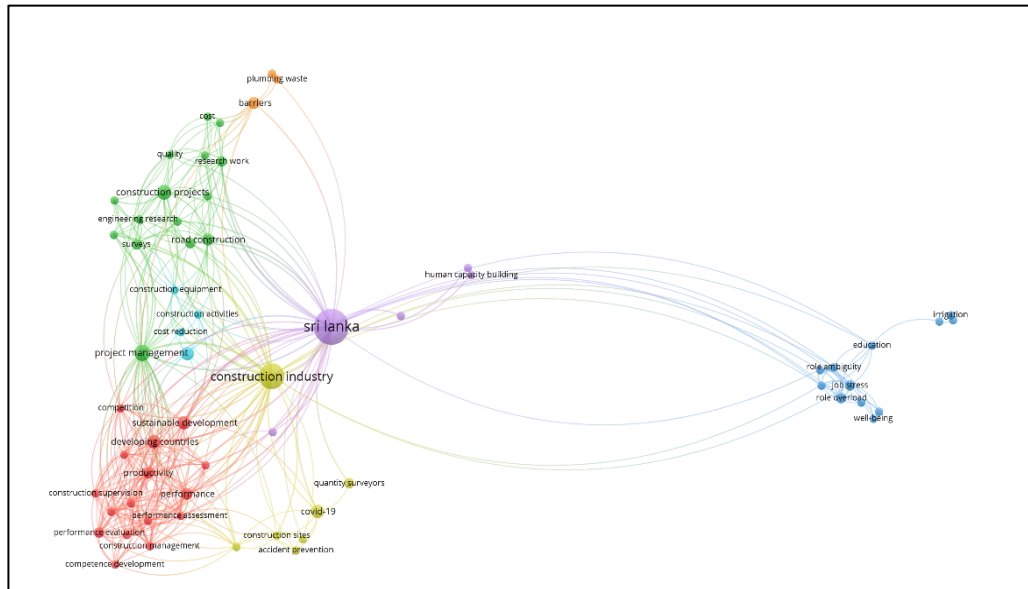 plumbing waste
barriers
cost
quality
research work
construction projects
engineering research
surveys
road construction
human capacity building
construction equipment
construction activities
cost reduction
sri lanka
irrigation
education
project management
role ambiguity
construction industry
job stress
role overload
competition
sustainable development
well-being
developing countries
productivity
quantity surveyors
construction supervision
performance
covid-19
performance assessment
performance evaluation
construction sites
construction management
accident prevention
competence development